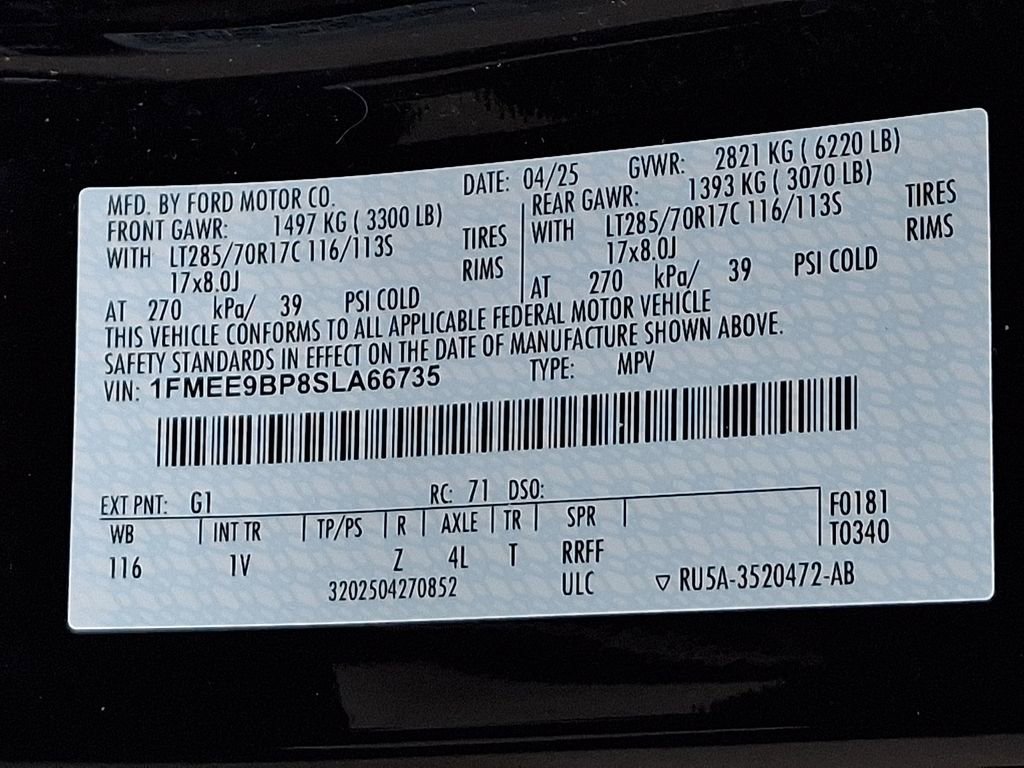 MFD. BY FORD MOTOR CO. DATE: 04/25 GVWR: 2821 KG ( 6220 LB)
FRONT GAWR: 1497 KG ( 3300 LB) REAR GAWR: 1393 KG ( 3070 LB)
WITH LT285/70R17C 116/113S TIRES WITH LT285/70R17C 116/113S TIRES
17x8.0J RIMS 17x8.0J RIMS
AT 270 kPa/ 39 PSI COLD AT 270 kPa/ 39 PSI COLD
THIS VEHICLE CONFORMS TO ALL APPLICABLE FEDERAL MOTOR VEHICLE
SAFETY STANDARDS IN EFFECT ON THE DATE OF MANUFACTURE SHOWN ABOVE.
VIN: 1FMEE9BP8SLA66735 TYPE: MPV
EXT PNT: G1 RC: 71 DSO:
WB INT TR TP/PS R AXLE TR SPR F0181
116 1V Z 4L T RRFF T0340
3202504270852 ULC ▽ RU5A-3520472-AB